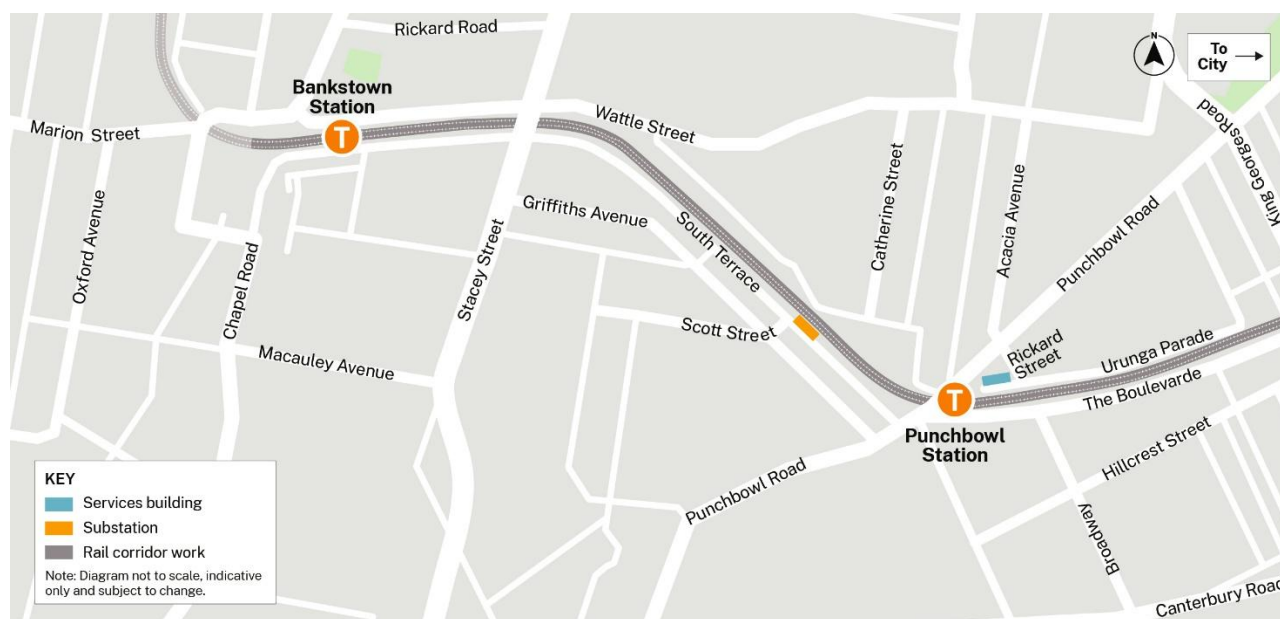 Rickard Road
N
To
City
Bankstown
Station
T
Marion Street
Wattle Street
King Georges Road
Catherine Street
Acacia Avenue
Punchbowl Road
Oxford Avenue
Griffiths Avenue
South Terrace
Chapel Road
Stacey Street
Scott Street
Macauley Avenue
Rickard
Street
Urunga Parade
The Boulevarde
T
Punchbowl
Station
Hillcrest Street
Punchbowl Road
Broadway
Canterbury Road
KEY
Services building
Substation
Rail corridor work
Note: Diagram not to scale, indicative
only and subject to change.